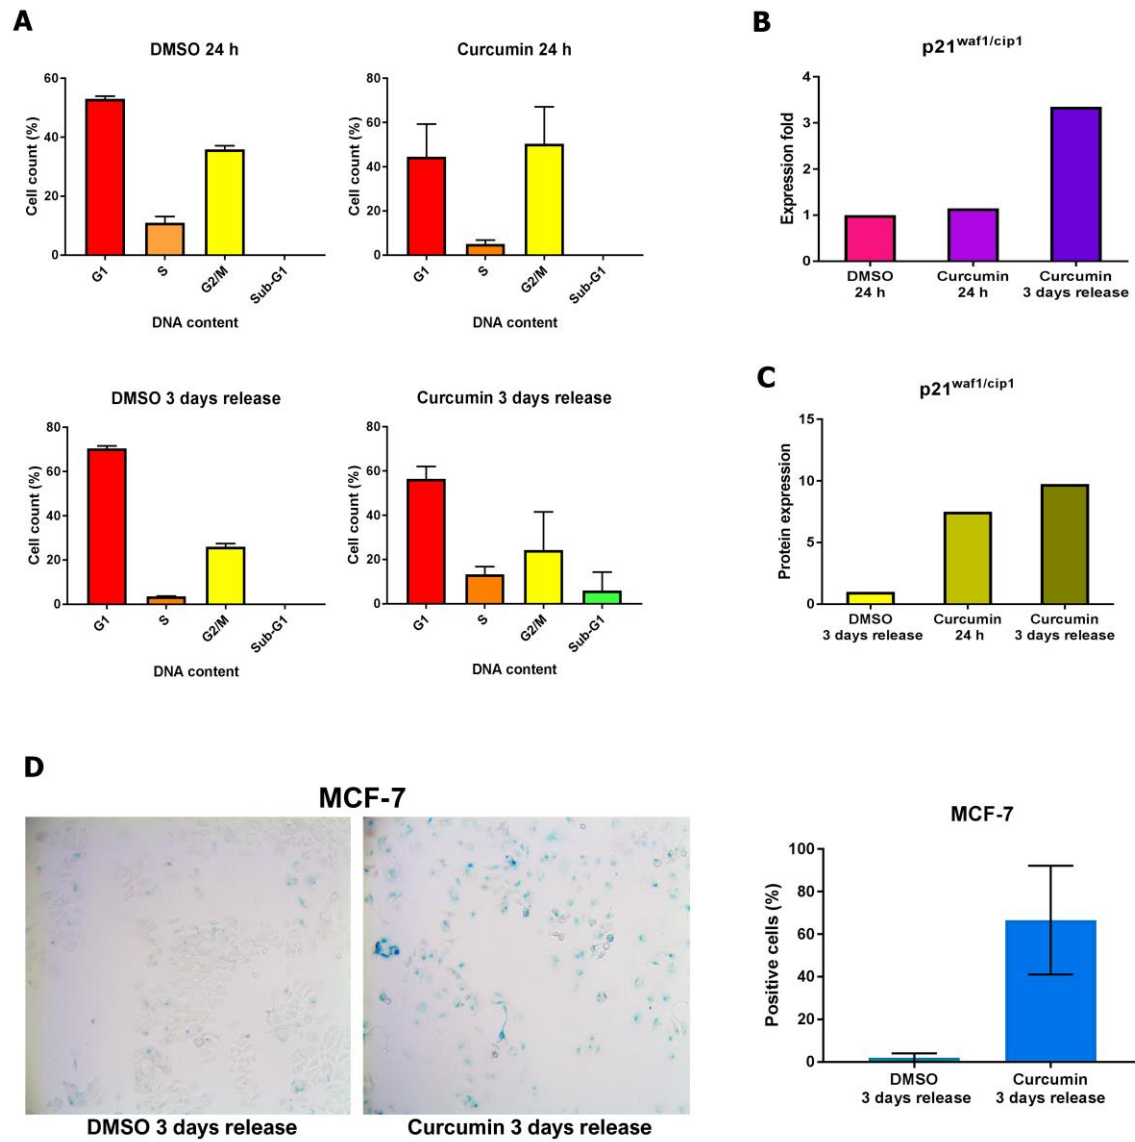 A
DMSO 24 h
Cell count (%)
60
40
20
0
G1
S
G2/M
Sub-G1
DNA content
Curcumin 24 h
Cell count (%)
80
60
40
20
0
G1
S
G2/M
Sub-G1
DNA content
DMSO 3 days release
Cell count (%)
80
60
40
20
0
G1
S
G2/M
Sub-G1
DNA content
Curcumin 3 days release
Cell count (%)
80
60
40
20
0
G1
S
G2/M
Sub-G1
DNA content
B
p21waf1/cip1
Expression fold
4
3
2
1
0
DMSO
24 h
Curcumin
24 h
Curcumin
3 days release
C
p21waf1/cip1
Protein expression
15
10
5
0
DMSO
3 days release
Curcumin
24 h
Curcumin
3 days release
D
MCF-7
DMSO 3 days release
Curcumin 3 days release
MCF-7
Positive cells (%)
100
80
60
40
20
0
DMSO
3 days release
Curcumin
3 days release